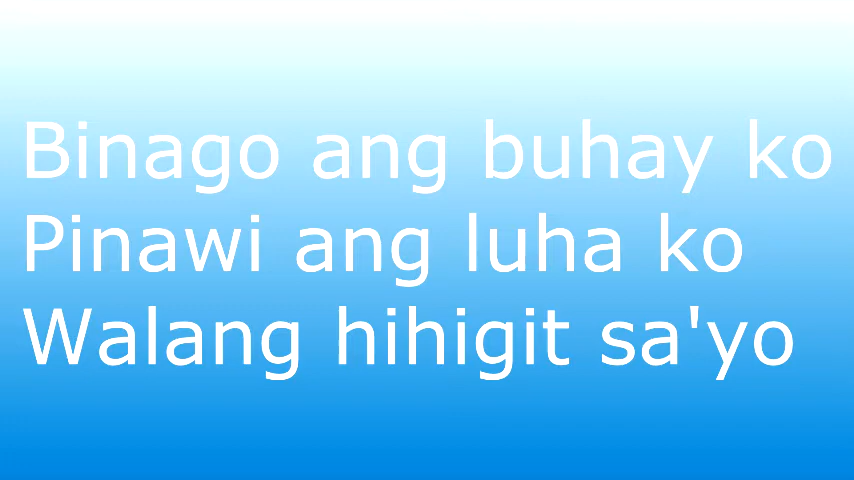 Binago ang buhay ko
Pinawi ang luha ko
Walang hihigit sa'yo